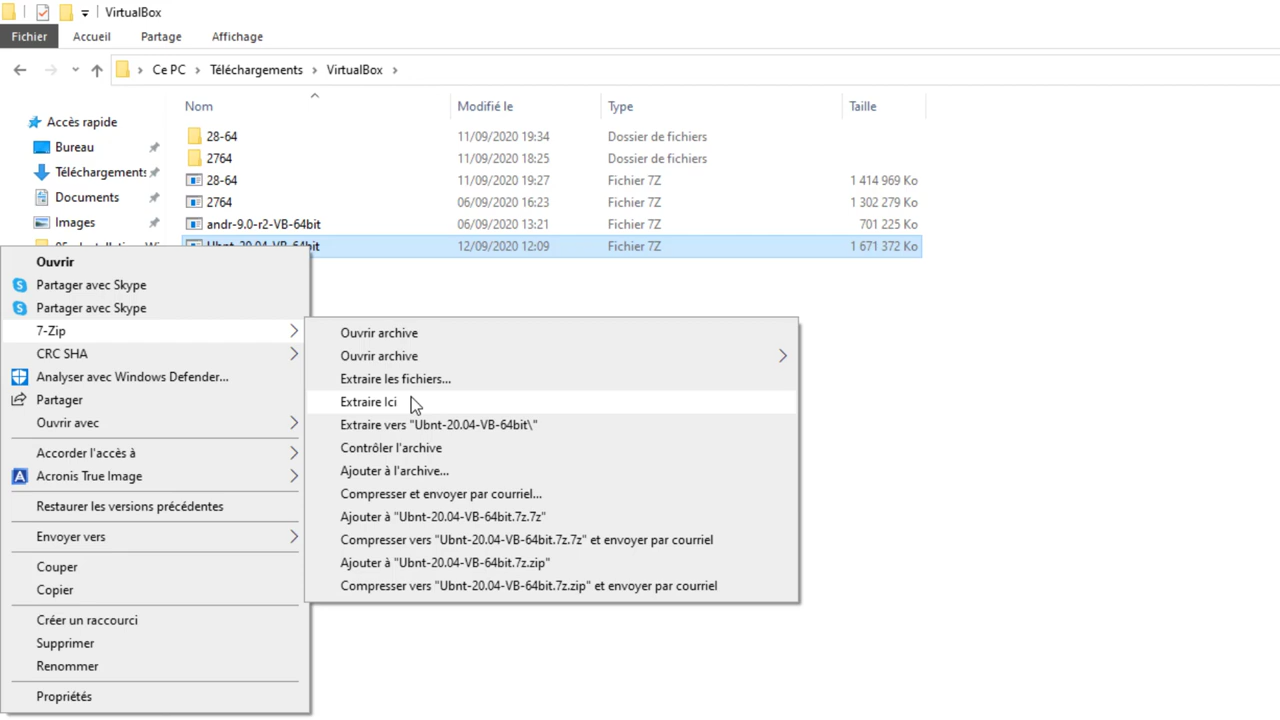 VirtualBox
Fichier Accueil Partage Affichage
Ce PC Téléchargements VirtualBox
Nom Modifié le Type Taille
Accès rapide
Bureau
Téléchargements
Documents
Images
28-64 11/09/2020 19:34 Dossier de fichiers
2764 11/09/2020 18:25 Dossier de fichiers
28-64 11/09/2020 19:27 Fichier 7Z 1 414 969 Ko
2764 06/09/2020 16:23 Fichier 7Z 1 302 279 Ko
andr-9.0-r2-VB-64bit 06/09/2020 13:21 Fichier 7Z 701 225 Ko
Ubnt-20.04-VB-64bit 12/09/2020 12:09 Fichier 7Z 1 671 372 Ko
Ouvrir
Partager avec Skype
Partager avec Skype
7-Zip
CRC SHA
Analyser avec Windows Defender...
Partager
Ouvrir avec
Accorder l'accès à
Acronis True Image
Restaurer les versions précédentes
Envoyer vers
Couper
Copier
Créer un raccourci
Supprimer
Renommer
Propriétés
Ouvrir archive
Ouvrir archive
Extraire les fichiers...
Extraire Ici
Extraire vers "Ubnt-20.04-VB-64bit\"
Contrôler l'archive
Ajouter à l'archive...
Compresser et envoyer par courriel...
Ajouter à "Ubnt-20.04-VB-64bit.7z.7z"
Compresser vers "Ubnt-20.04-VB-64bit.7z.7z" et envoyer par courriel
Ajouter à "Ubnt-20.04-VB-64bit.7z.zip"
Compresser vers "Ubnt-20.04-VB-64bit.7z.zip" et envoyer par courriel